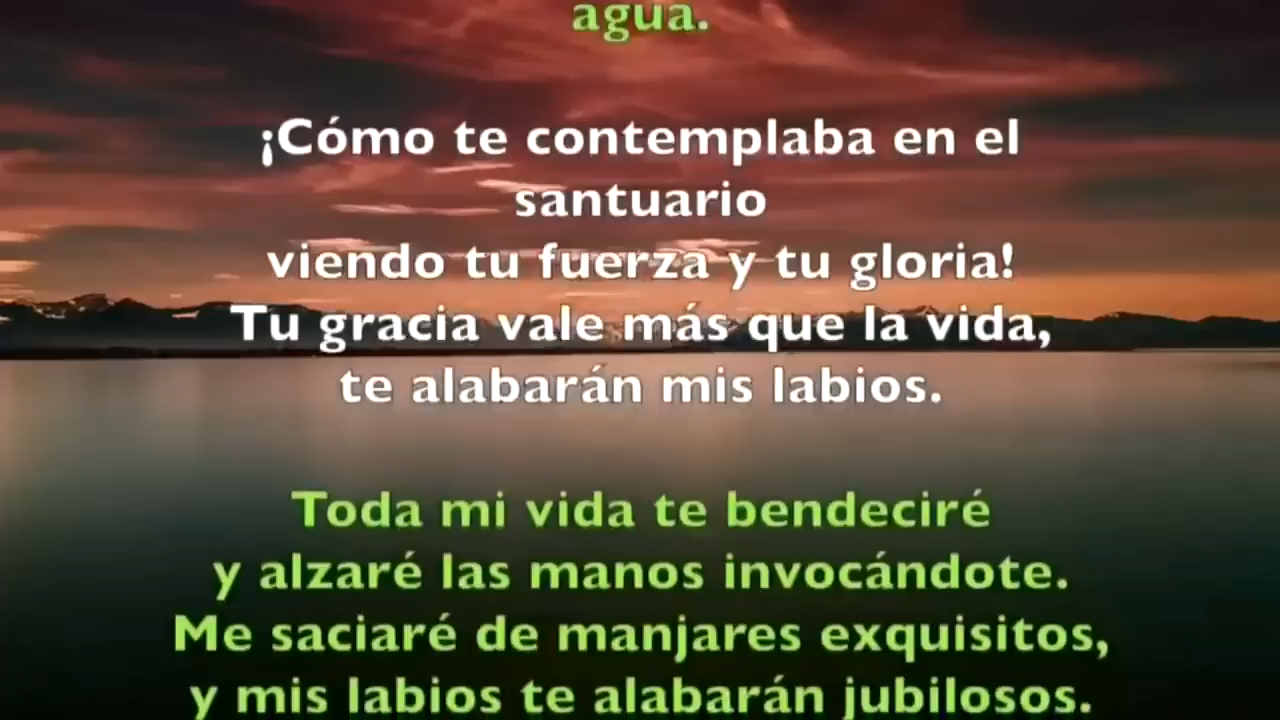 agua.
¡Cómo te contemplaba en el
santuario
viendo tu fuerza y tu gloria!
Tu gracia vale más que la vida,
te alabarán mis labios.
Toda mi vida te bendeciré
y alzaré las manos invocándote.
Me saciaré de manjares exquisitos,
y mis labios te alabarán jubilosos.